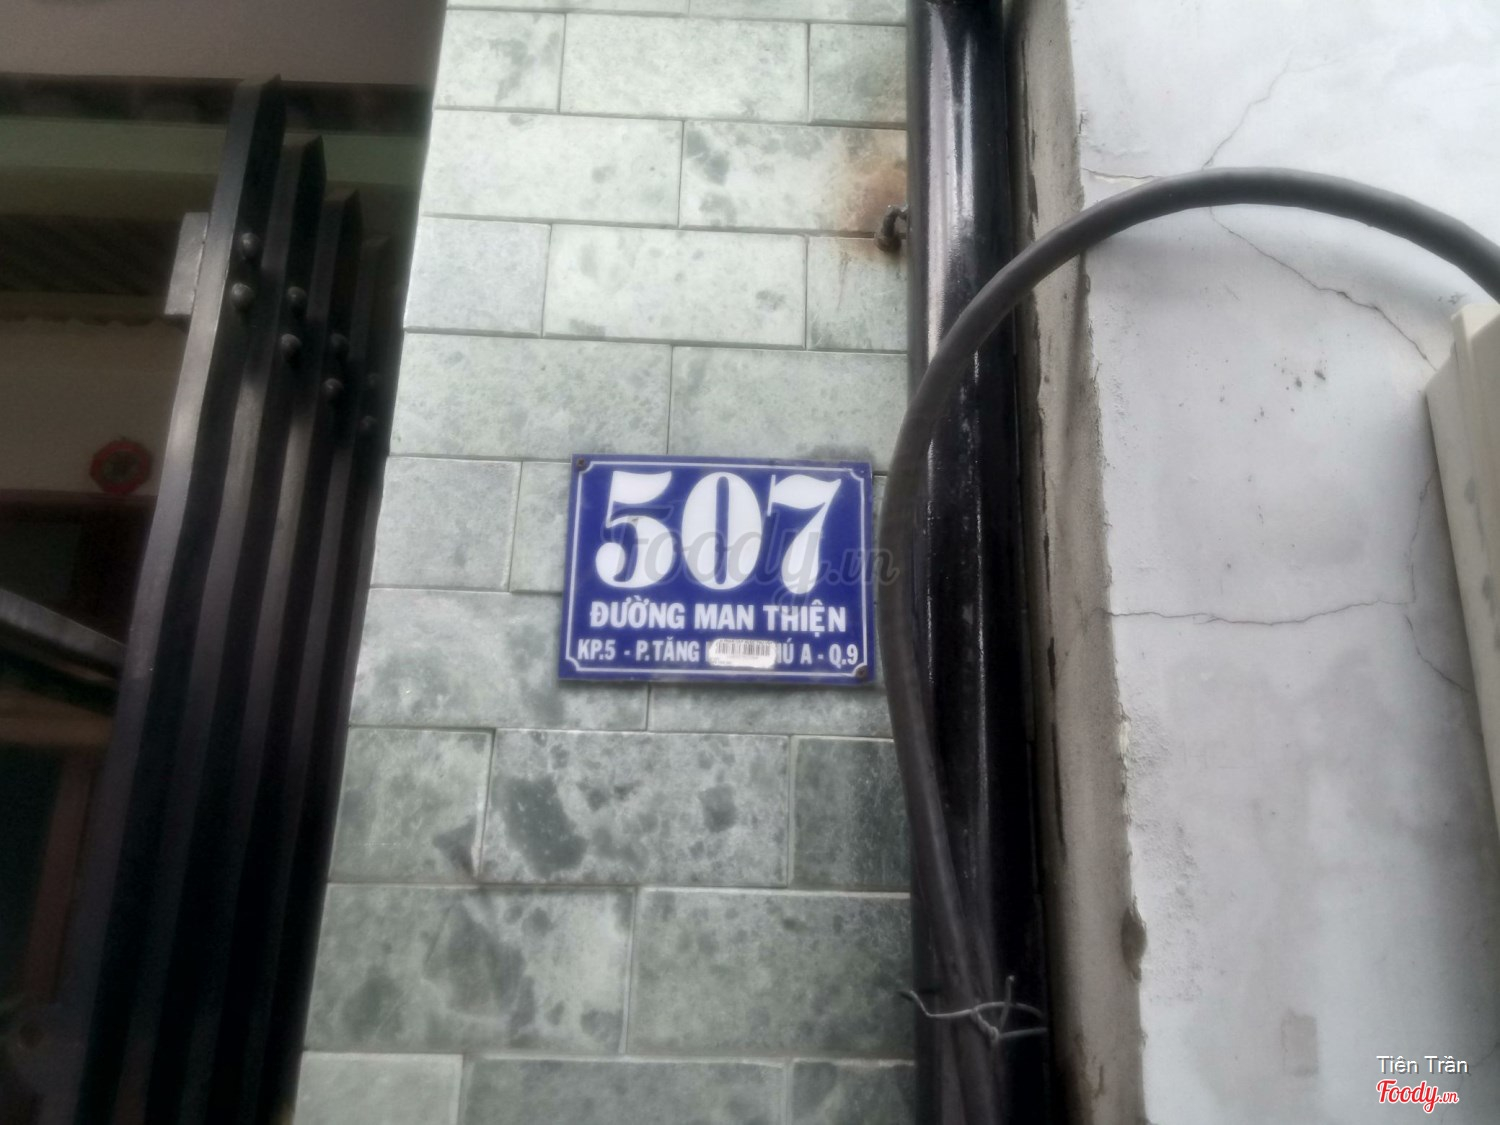 507
ĐƯỜNG MAN THIỆN
KP.5 - P.TĂNG A - Q.9
Foody.vn
Tiên Trần
Foody.vn